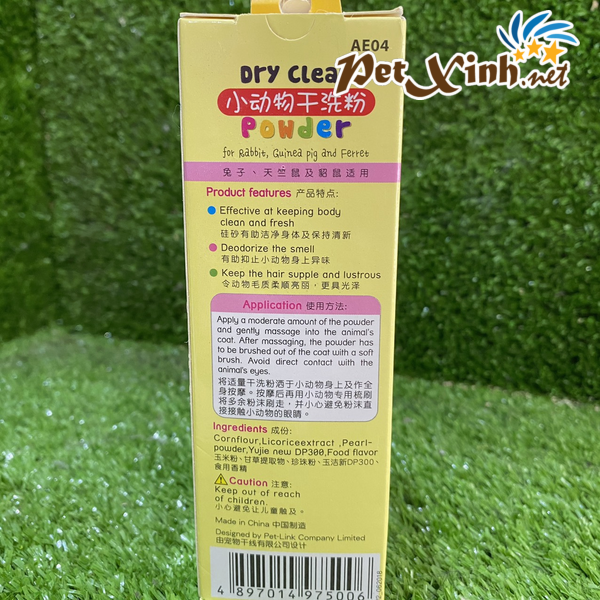 AE04
PetXinh.net
Dry Clea
小动物干洗粉
Powder
for Rabbit, Guinea pig and Ferret
兔子、天竺鼠及貂鼠适用
Product features 产品特点:
Effective at keeping body
clean and fresh
硅砂有助洁净身体及保持清新
Deodorize the smell
有助抑止小动物身上异味
Keep the hair supple and lustrous
令动物毛质柔顺亮丽，更具光泽
Application 使用方法:
Apply a moderate amount of the powder
and gently massage into the animal's
coat. After massaging, the powder has
to be brushed out of the coat with a soft
brush. Avoid direct contact with the
animal's eyes.
将适量干洗粉洒于小动物身上及作全
身按摩。按摩后再用小动物专用梳刷
将多余粉沫刷走，并小心避免粉沫直
接接触小动物的眼睛。
Ingredients 成份:
Cornflour,Licoriceextract ,Pearl-
powder,Yujie new DP300,Food flavor
玉米粉、甘草提取物、珍珠粉、玉洁新DP300、
食用香精
Caution 注意:
Keep out of reach
of children.
小心避免让儿童触及。
Made in China 中国制造
Designed by Pet-Link Company Limited
由宠物干线有限公司设计
4 897014 975006